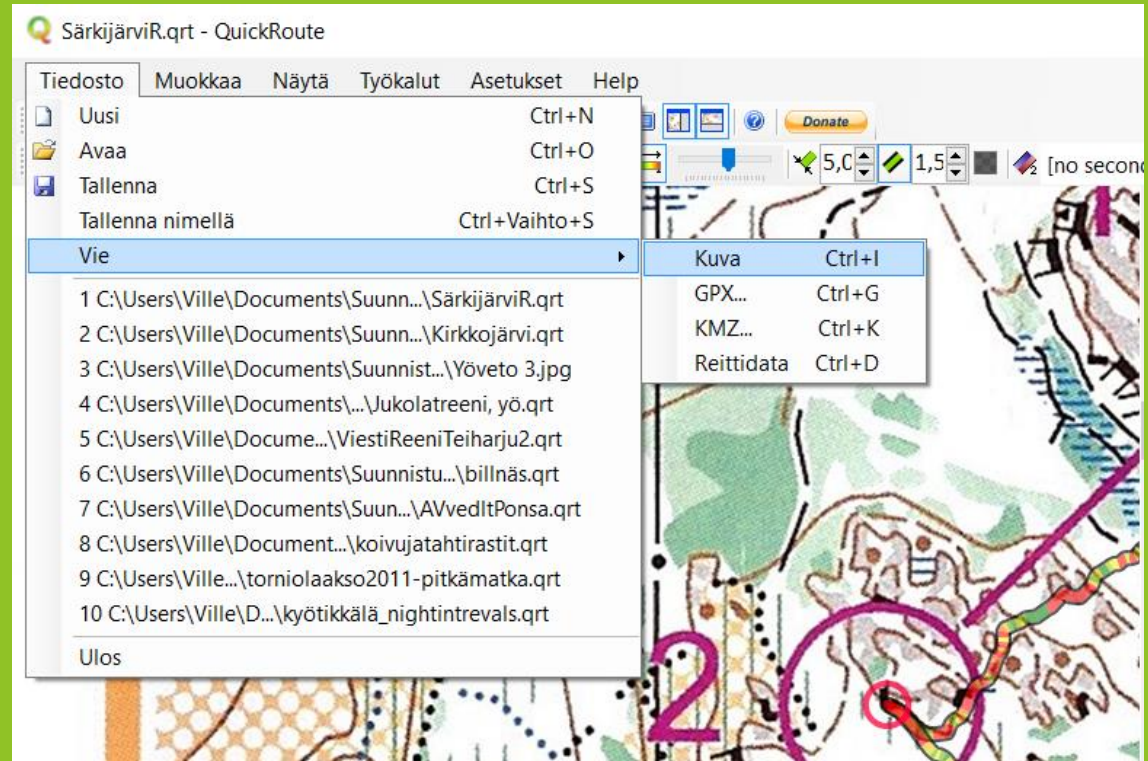 SärkijärviR.qrt - QuickRoute
Tiedosto Muokkaa Näytä Työkalut Asetukset Help
Donate
5,0 1,5 [no second
Uusi Ctrl+N
Avaa Ctrl+O
Tallenna Ctrl+S
Tallenna nimellä Ctrl+Vaihto+S
Vie
Kuva Ctrl+I
GPX... Ctrl+G
KMZ... Ctrl+K
Reittidata Ctrl+D
1 C:\Users\Ville\Documents\Suunn...\SärkijärviR.qrt
2 C:\Users\Ville\Documents\Suunn...\Kirkkojärvi.qrt
3 C:\Users\Ville\Documents\Suunnist...\Yöveto 3.jpg
4 C:\Users\Ville\Documents\...\Jukolatreeni, yö.qrt
5 C:\Users\Ville\Docume...\ViestiReeniTeiharju2.qrt
6 C:\Users\Ville\Documents\Suunnistu...\billnäs.qrt
7 C:\Users\Ville\Documents\Suun...\AVvedItPonsa.qrt
8 C:\Users\Ville\Document...\koivujatahtirastit.qrt
9 C:\Users\Ville...\torniolaakso2011-pitkämatka.qrt
10 C:\Users\Ville\D...\kyötikkälä_nightintrevals.qrt
Ulos
2